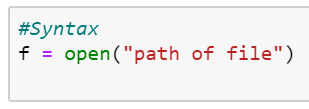 #Syntax
f = open("path of file")